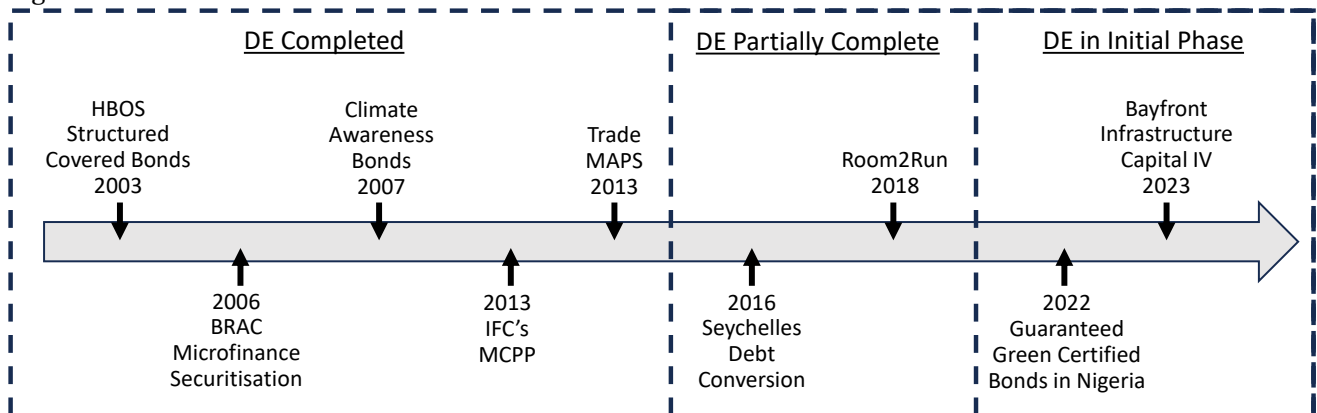 DE Completed
DE Partially Complete
DE in Initial Phase
HBOS
Structured
Covered Bonds
2003
Climate
Awareness
Bonds
2007
Trade
MAPS
2013
Room2Run
2018
Bayfront
Infrastructure
Capital IV
2023
2006
BRAC
Microfinance
Securitisation
2013
IFC's
MCPP
2016
Seychelles
Debt
Conversion
2022
Guaranteed
Green Certified
Bonds in Nigeria